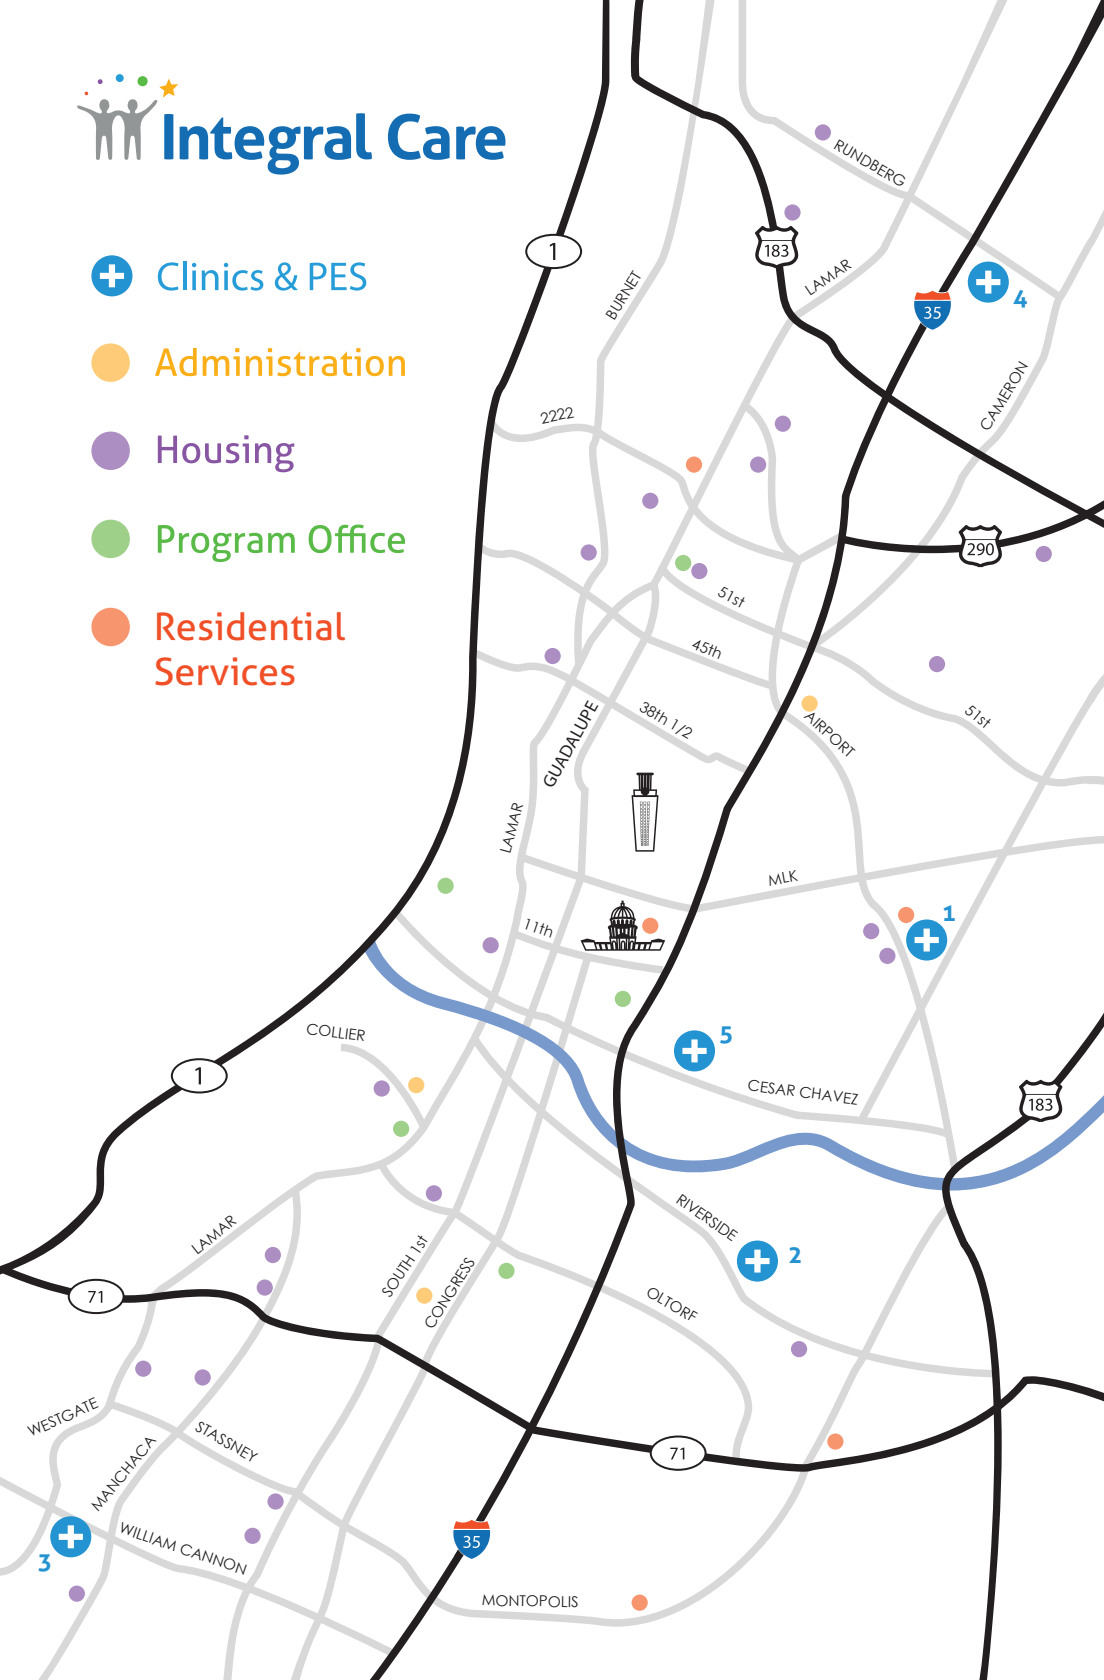 Integral Care
Clinics & PES
Administration
Housing
Program Office
Residential
Services
RUNDBERG
1
183
LAMAR
BURNET
35
4
CAMERON
2222
290
51st
45th
38th 1/2
GUADALUPE
AIRPORT
51st
LAMAR
MLK
11th
1
5
COLLIER
1
CESAR CHAVEZ
183
RIVERSIDE
2
LAMAR
SOUTH 1st
CONGRESS
71
OLTORF
WESTGATE
STASSNEY
MANCHACA
71
35
WILLIAM CANNON
3
MONTOPOLIS